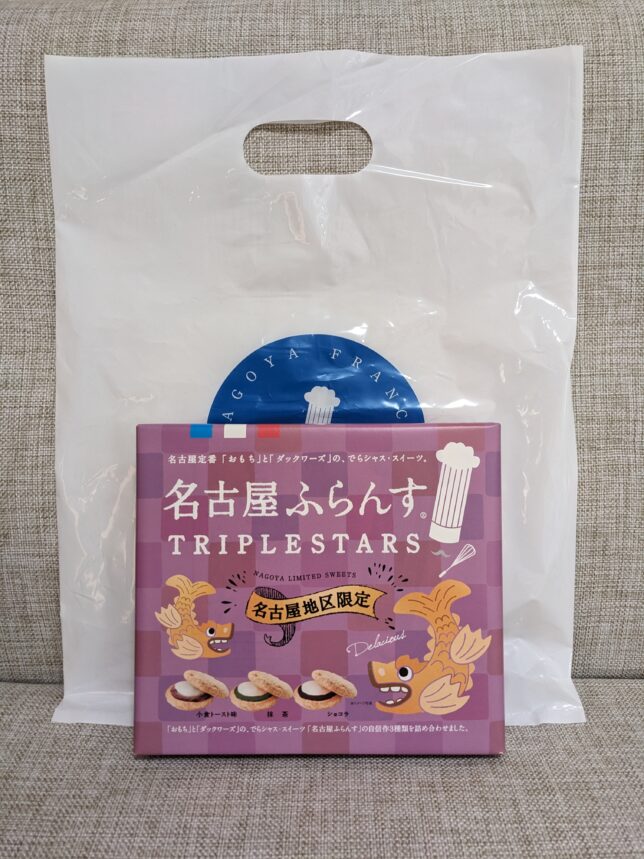 NAGOYA FRANC
名古屋定番「おもち」と「ダックワーズ」の、でらシャス・スイーツ。
名古屋ふらんす®
TRIPLESTARS
NAGOYA LIMITED SWEETS
名古屋地区限定
Delacious
小倉トースト味 抹茶 ショコラ
「おもち」と「ダックワーズ」の、でらシャス・スイーツ「名古屋ふらんす」の自信作3種類を詰め合わせました。